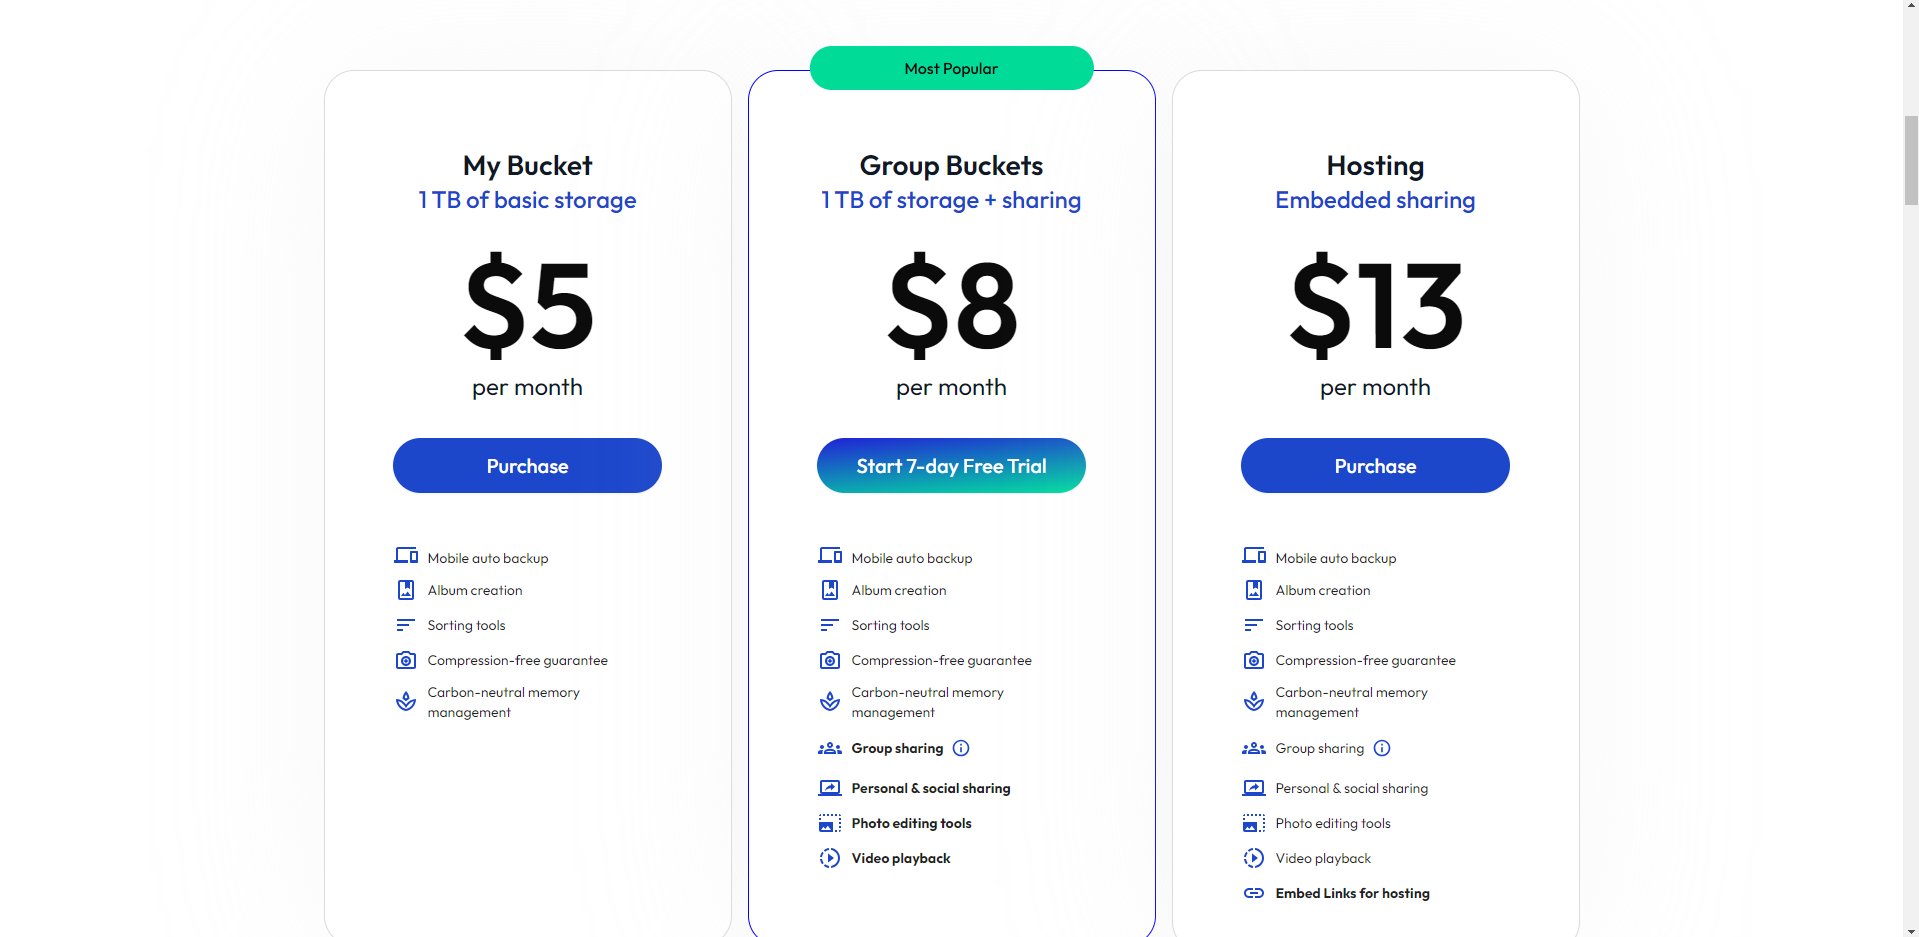 Most Popular
My Bucket
1 TB of basic storage
$5
per month
Purchase
Mobile auto backup
Album creation
Sorting tools
Compression-free guarantee
Carbon-neutral memory
management
Group Buckets
1 TB of storage + sharing
$8
per month
Start 7-day Free Trial
Mobile auto backup
Album creation
Sorting tools
Compression-free guarantee
Carbon-neutral memory
management
Group sharing
Personal & social sharing
Photo editing tools
Video playback
Hosting
Embedded sharing
$13
per month
Purchase
Mobile auto backup
Album creation
Sorting tools
Compression-free guarantee
Carbon-neutral memory
management
Group sharing
Personal & social sharing
Photo editing tools
Video playback
Embed Links for hosting